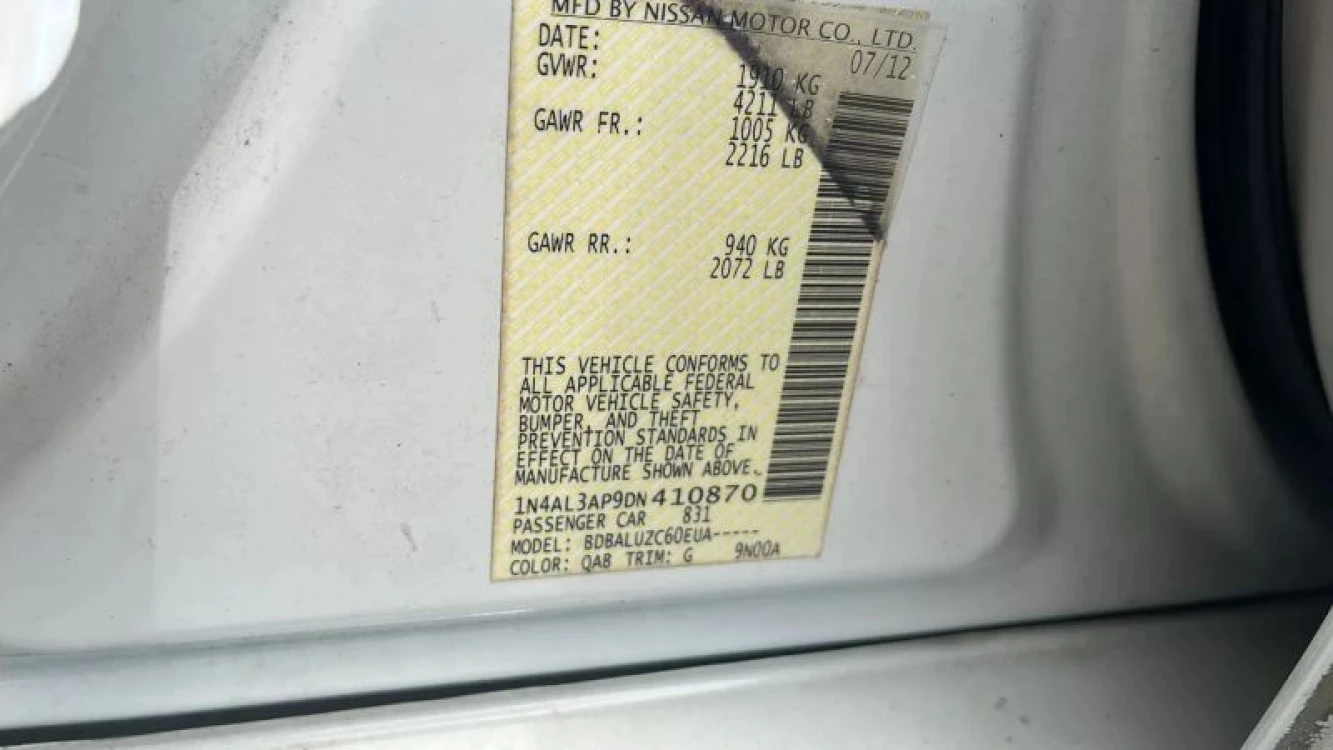 MFD BY NISSAN MOTOR CO., LTD.
DATE: 07/12
GVWR: 1910 KG
4211 LB
GAWR FR.: 1005 KG
2216 LB
GAWR RR.: 940 KG
2072 LB
THIS VEHICLE CONFORMS TO
ALL APPLICABLE FEDERAL
MOTOR VEHICLE SAFETY,
BUMPER, AND THEFT
PREVENTION STANDARDS IN
EFFECT ON THE DATE OF
MANUFACTURE SHOWN ABOVE.
1N4AL3AP9DN410870
PASSENGER CAR 831
MODEL: BDBALUZC60EUA-----
COLOR: QAB TRIM: G 9N00A